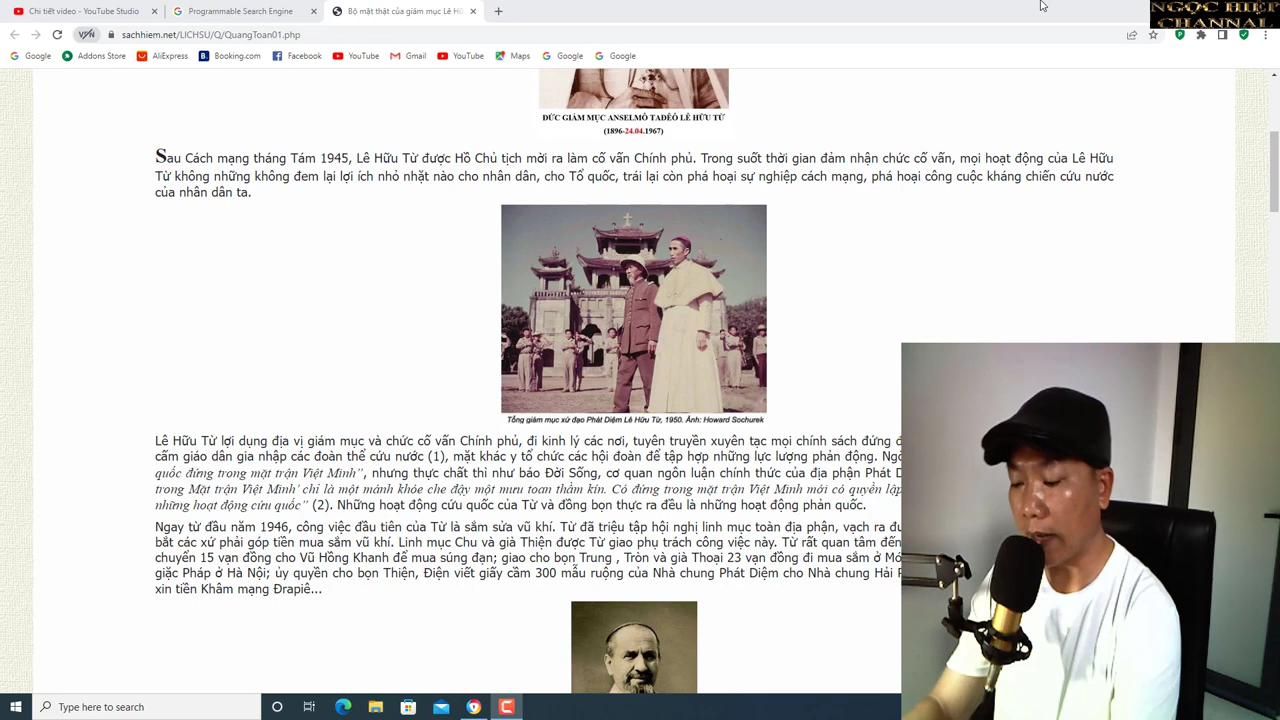 Chi tiết video - YouTube Studio
Programmable Search Engine
Bộ mặt thật của giám mục Lê Hữ
NGỌC HIỆP
CHANNAL
VPN
sachhiem.net/LICHSU/Q/QuangToan01.php
Google Addons Store AliExpress Booking.com Facebook YouTube Gmail YouTube Maps Google Google
ĐỨC GIÁM MỤC ANSELMÔ TAĐÊÔ LÊ HỮU TỪ
(1896-24.04.1967)
Sau Cách mạng tháng Tám 1945, Lê Hữu Từ được Hồ Chủ tịch mời ra làm cố vấn Chính phủ. Trong suốt thời gian đảm nhận chức cố vấn, mọi hoạt động của Lê Hữu
Từ không những không đem lại lợi ích nhỏ nhặt nào cho nhân dân, cho Tổ quốc, trái lại còn phá hoại sự nghiệp cách mạng, phá hoại công cuộc kháng chiến cứu nước
của nhân dân ta.
Tổng giám mục xứ đạo Phát Diệm Lê Hữu Từ, 1950. Ảnh: Howard Sochurek
Lê Hữu Từ lợi dụng địa vị giám mục và chức cố vấn Chính phủ, đi kinh lý các nơi, tuyên truyền xuyên tạc mọi chính sách đứng đ
cấm giáo dân gia nhập các đoàn thể cứu nước (1), mặt khác y tổ chức các hội đoàn để tập hợp những lực lượng phản động. Ngo
quốc đứng trong mặt trận Việt Minh", nhưng thực chất thì như báo Đời Sống, cơ quan ngôn luận chính thức của địa phận Phát D
trong Mặt trận Việt Minh' chỉ là một mảnh khóe che đậy một mưu toan thầm kín. Có đứng trong mặt trận Việt Minh mới có quyền lập
những hoạt động cứu quốc" (2). Những hoạt động cứu quốc của Từ và đồng bọn thực ra đều là những hoạt động phản quốc.
Ngay từ đầu năm 1946, công việc đầu tiên của Từ là sắm sửa vũ khí. Từ đã triệu tập hội nghị linh mục toàn địa phận, vạch ra đư
bắt các xứ phải góp tiền mua sắm vũ khí. Linh mục Chu và già Thiện được Từ giao phụ trách công việc này. Từ rất quan tâm đến
chuyển 15 vạn đồng cho Vũ Hồng Khanh để mua súng đạn; giao cho bọn Trung , Tròn và già Thoại 23 vạn đồng đi mua sắm ở Mó
giặc Pháp ở Hà Nội; ủy quyền cho bọn Thiện, Điện viết giấy cầm 300 mẫu ruộng của Nhà chung Phát Diệm cho Nhà chung Hải P
xin tiền Khâm mạng Đrapiê...
Type here to search